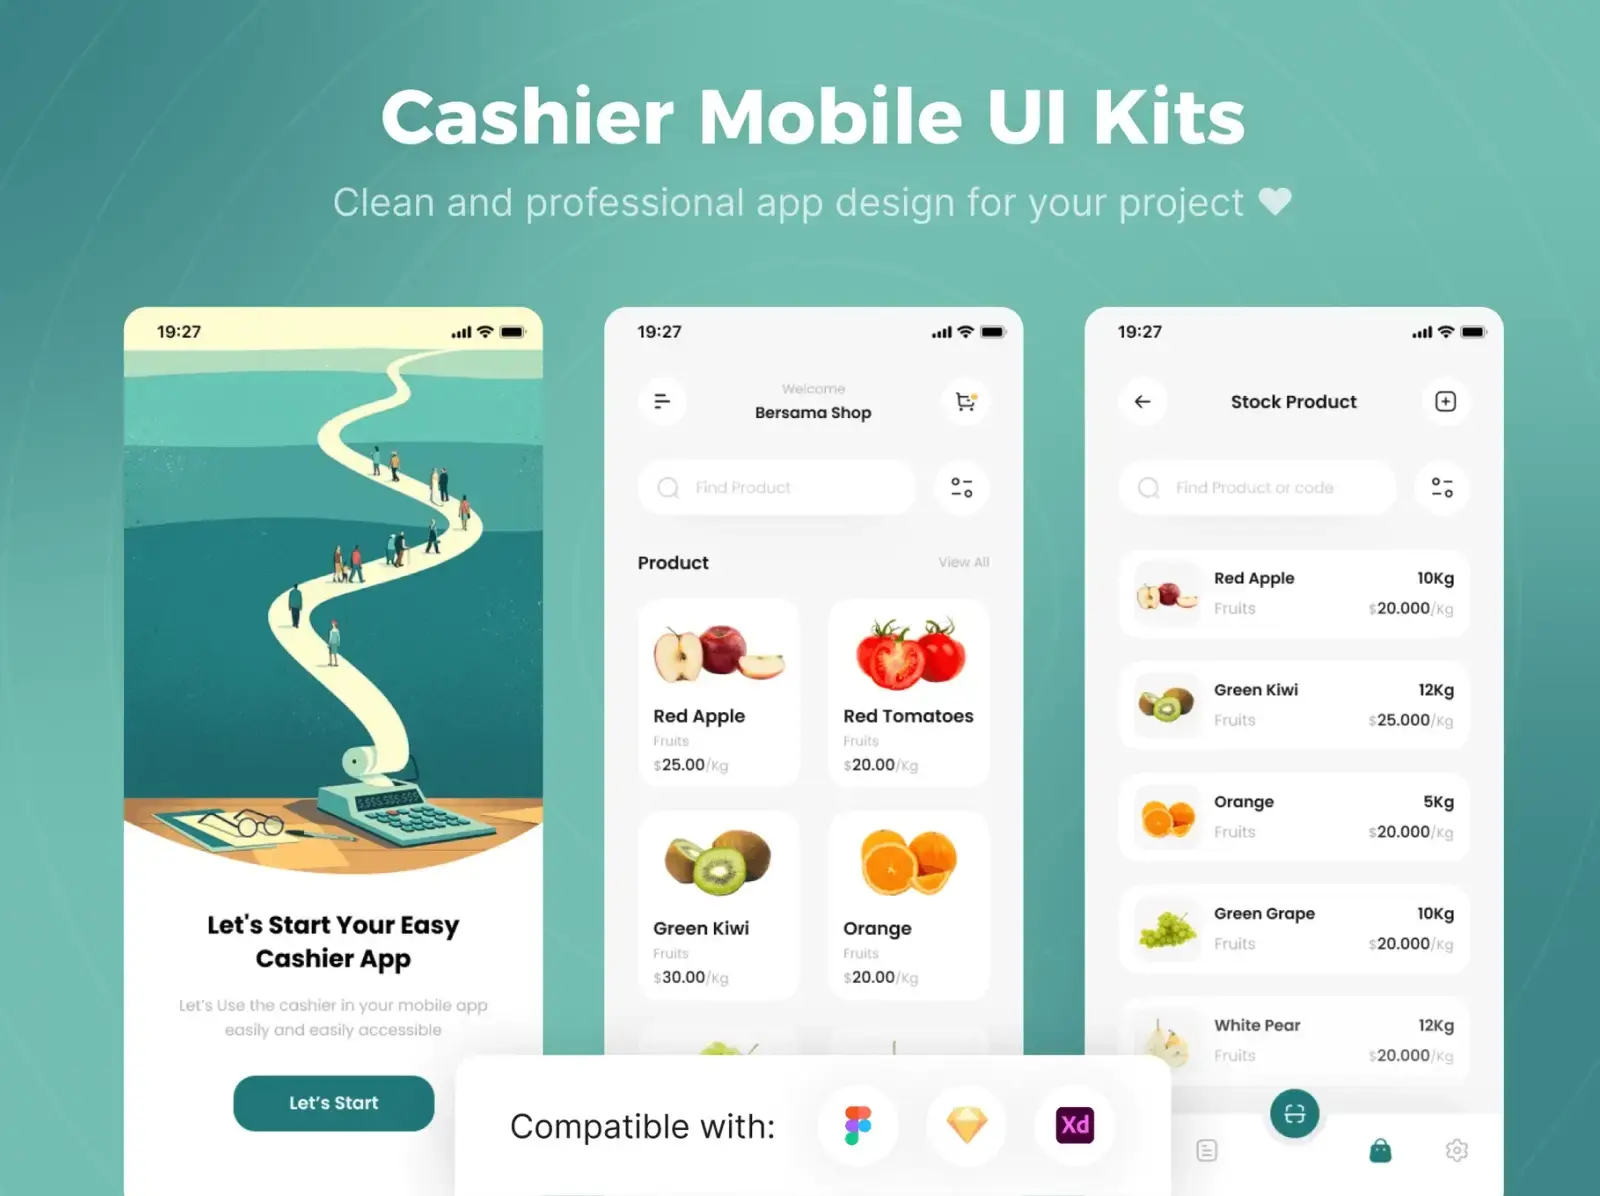 Cashier Mobile UI Kits
Clean and professional app design for your project
19:27
Let's Start Your Easy
Cashier App
Let's Use the cashier in your mobile app
easily and easily accessible
Let's Start
19:27
Welcome
Bersama Shop
Find Product
Product
View All
Red Apple
Fruits
$25.00/Kg
Red Tomatoes
Fruits
$20.00/Kg
Green Kiwi
Fruits
$30.00/Kg
Orange
Fruits
$20.00/Kg
19:27
Stock Product
Find Product or code
Red Apple
10Kg
Fruits
$20.000/Kg
Green Kiwi
12Kg
Fruits
$25.000/Kg
Orange
5Kg
Fruits
$20.000/Kg
Green Grape
10Kg
Fruits
$20.000/Kg
White Pear
12Kg
Fruits
$20.000/Kg
Compatible with:
Xd